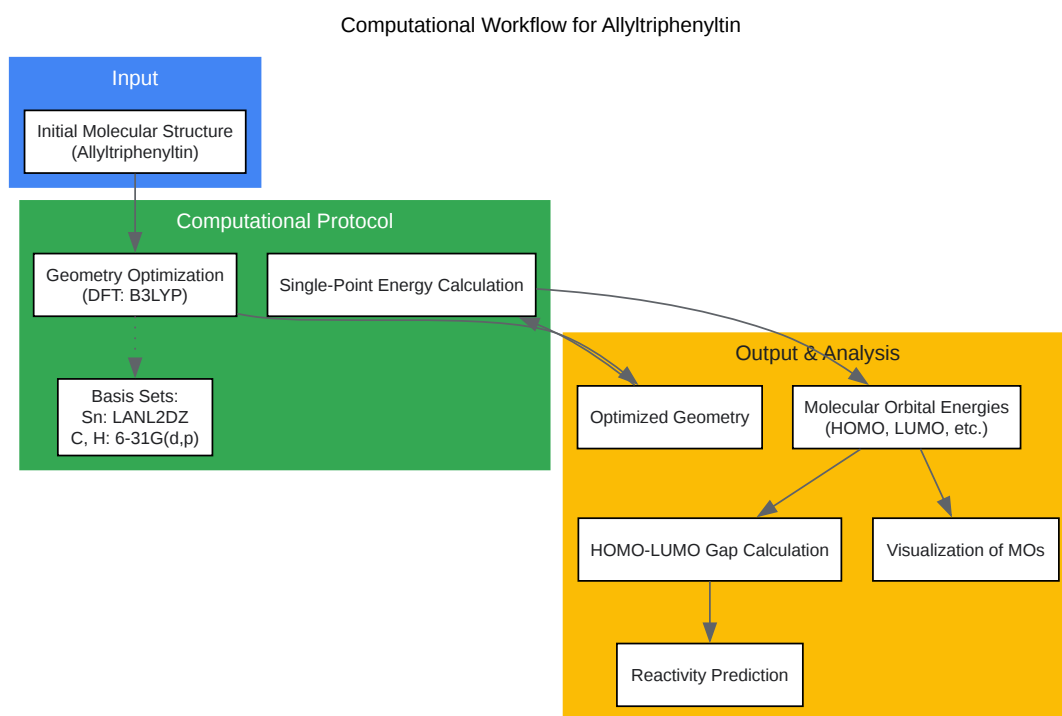 Computational Workflow for Allyltriphenyltin
Input
Initial Molecular Structure
(Allyltriphenyltin)
Computational Protocol
Geometry Optimization
(DFT: B3LYP)
Single-Point Energy Calculation
Basis Sets:
Sn: LANL2DZ
C, H: 6-31G(d,p)
Output & Analysis
Optimized Geometry
Molecular Orbital Energies
(HOMO, LUMO, etc.)
HOMO-LUMO Gap Calculation
Visualization of MOs
Reactivity Prediction